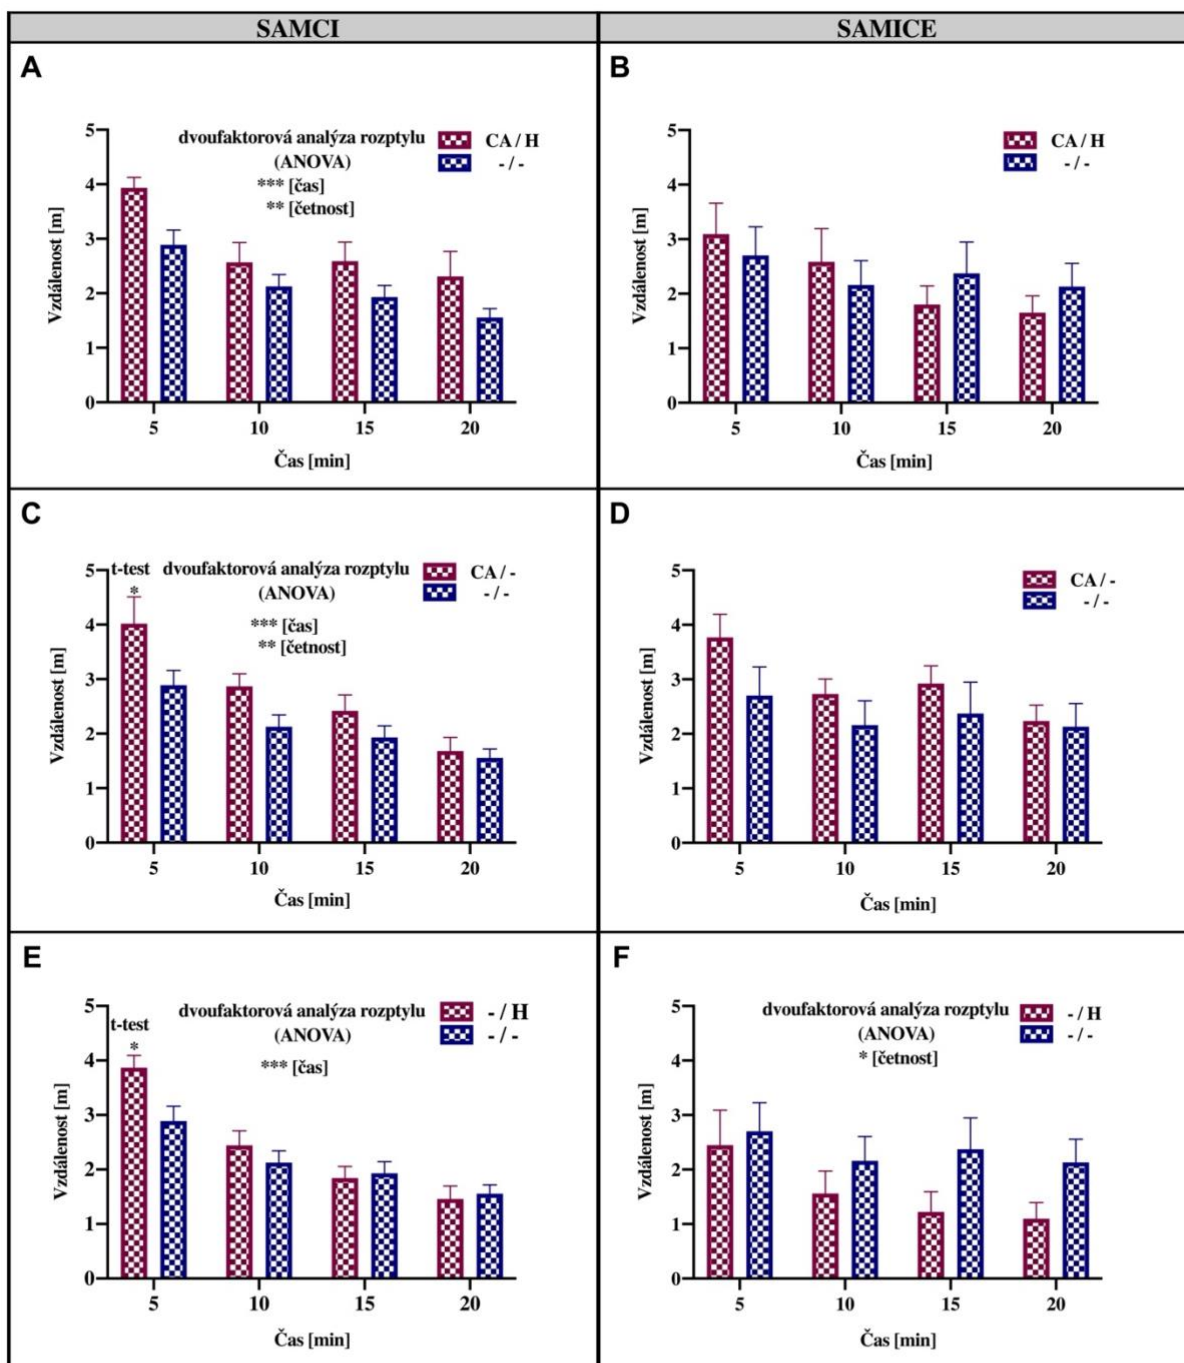 SAMCI
SAMICE
A
dvoufaktorová analýza rozptylu
(ANOVA)
*** [čas]
** [četnost]
CA / H
- / -
Vzdálenost [m]
5
4
3
2
1
0
5 10 15 20
Čas [min]
B
CA / H
- / -
Vzdálenost [m]
5
4
3
2
1
0
5 10 15 20
Čas [min]
C
t-test
*
dvoufaktorová analýza rozptylu
(ANOVA)
*** [čas]
** [četnost]
CA / -
- / -
Vzdálenost [m]
5
4
3
2
1
0
5 10 15 20
Čas [min]
D
CA / -
- / -
Vzdálenost [m]
5
4
3
2
1
0
5 10 15 20
Čas [min]
E
t-test
*
dvoufaktorová analýza rozptylu
(ANOVA)
*** [čas]
- / H
- / -
Vzdálenost [m]
5
4
3
2
1
0
5 10 15 20
Čas [min]
F
dvoufaktorová analýza rozptylu
(ANOVA)
* [četnost]
- / H
- / -
Vzdálenost [m]
5
4
3
2
1
0
5 10 15 20
Čas [min]